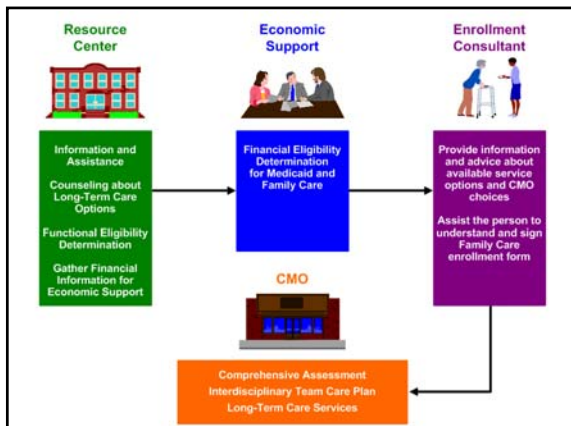 Resource
Center
Economic
Support
Enrollment
Consultant
Information and
Assistance
Counseling about
Long-Term Care
Options
Functional Eligibility
Determination
Gather Financial
Information for
Economic Support
Financial Eligibility
Determination
for Medicaid and
Family Care
Provide information
and advice about
available service
options and CMO
choices
Assist the person to
understand and sign
Family Care
enrollment form
CMO
Comprehensive Assessment
Interdisciplinary Team Care Plan
Long-Term Care Services